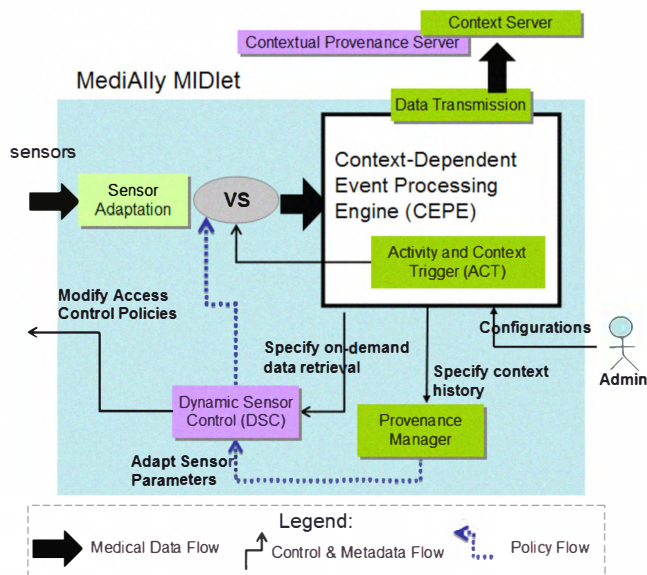 Context Server
Contextual Provenance Server
MediAlly MIDlet
Data Transmission
sensors
Sensor
Adaptation
VS
Context-Dependent
Event Processing
Engine (CEPE)
Activity and Context
Trigger (ACT)
Modify Access
Control Policies
Configurations
Specify on-demand
data retrieval
Specify context
history
Admin
Dynamic Sensor
Control (DSC)
Provenance
Manager
Adapt Sensor
Parameters
Legend:
Medical Data Flow
Control & Metadata Flow
Policy Flow